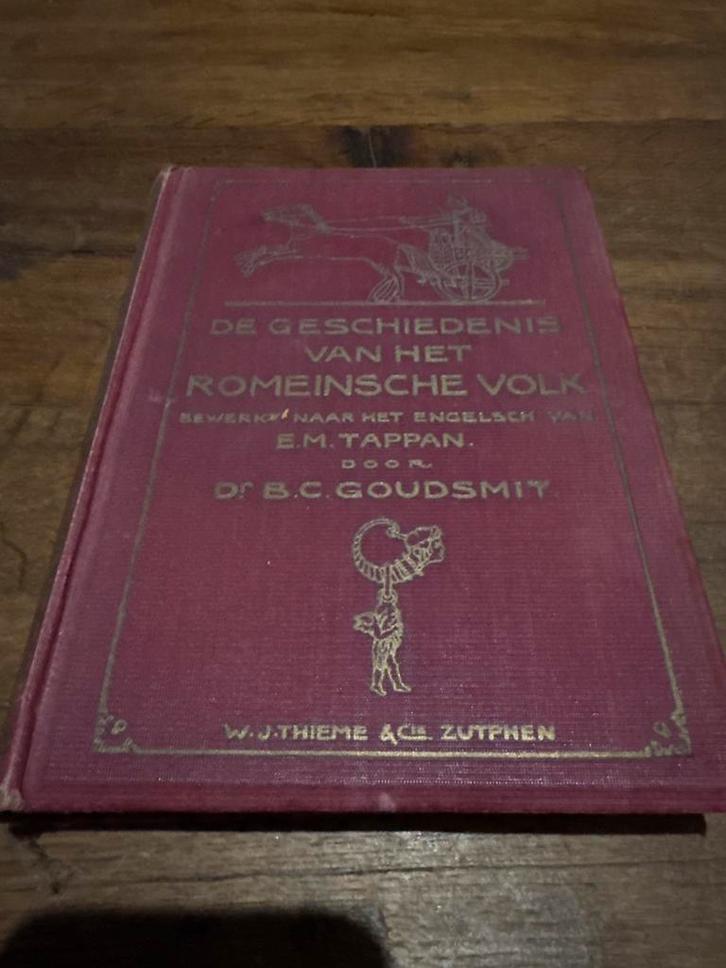 DE GESCHIEDENIS
VAN HET
ROMEINSCHE VOLK
BEWERKT NAAR HET ENGELSCH VAN
E.M. TAPPAN.
DOOR
Dr B.C. GOUDSMIT.
W.J. THIEME & Cie ZUTPHEN